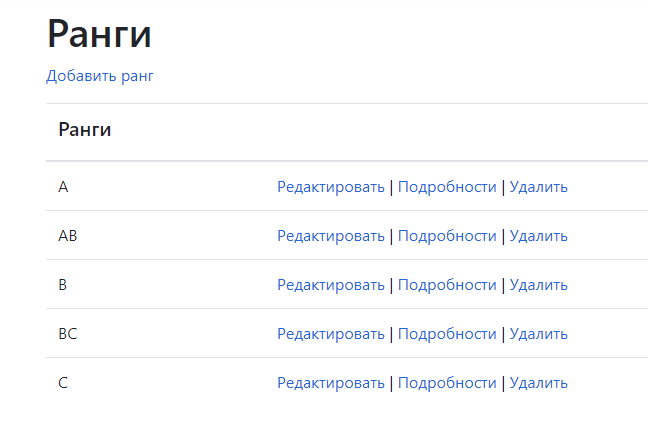 Ранги
Добавить ранг
Ранги
A Редактировать | Подробности | Удалить
AB Редактировать | Подробности | Удалить
B Редактировать | Подробности | Удалить
BC Редактировать | Подробности | Удалить
C Редактировать | Подробности | Удалить